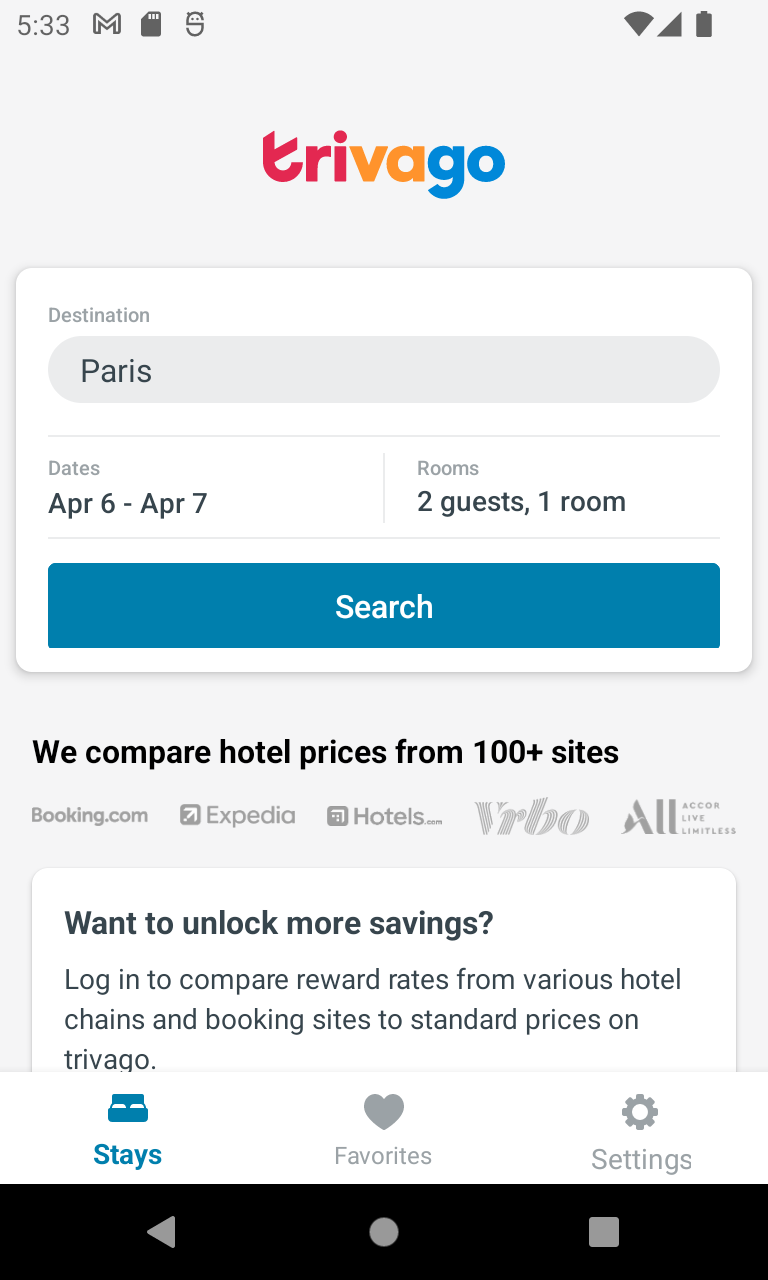 5:33
trivago
Destination
Paris
Dates
Rooms
Apr 6 - Apr 7
2 guests, 1 room
Search
We compare hotel prices from 100+ sites
Booking.com
Expedia
Hotels.com
Vrbo
All ACCOR LIVE LIMITLESS
Want to unlock more savings?
Log in to compare reward rates from various hotel
chains and booking sites to standard prices on
trivago.
Stays
Favorites
Settings